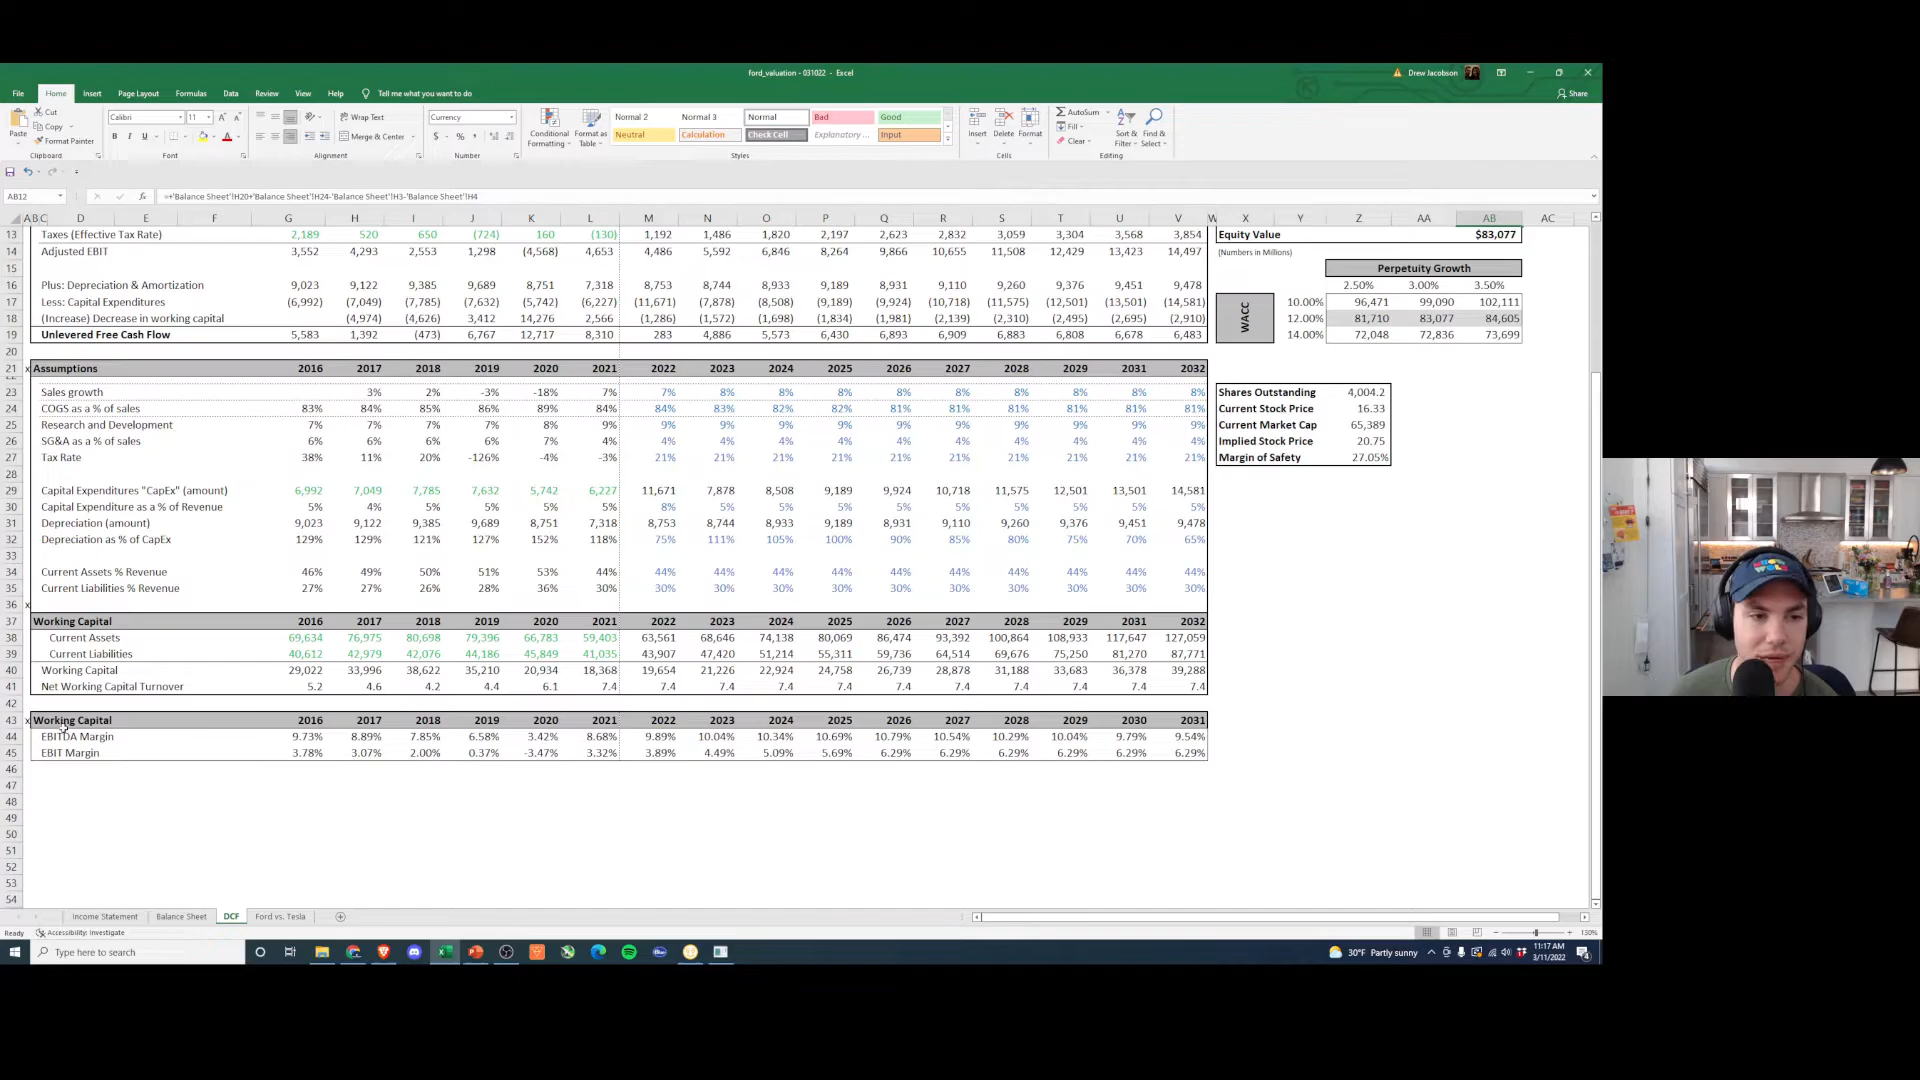 ford_valuation - 031022 - Excel
Drew Jacobson
File Home Insert Page Layout Formulas Data Review View Help Tell me what you want to do Share
Paste Cut Copy Format Painter Clipboard
Calibri 11 B I U Font
Wrap Text Merge & Center Alignment
Currency $ % Number
Conditional Formatting Format as Table
Normal 2 Normal 3 Normal Bad Good
Neutral Calculation Check Cell Explanatory ... Input
Styles
Insert Delete Format Cells
AutoSum Fill Clear Sort & Filter Find & Select Editing
AB12 fx =+'Balance Sheet'!H20+'Balance Sheet'!H24-'Balance Sheet'!H3-'Balance Sheet'!H4
A B C D E F G H I J K L M N O P Q R S T U V W X Y Z AA AB AC
13 Taxes (Effective Tax Rate) 2,189 520 650 (724) 160 (130) 1,192 1,486 1,820 2,197 2,623 2,832 3,059 3,304 3,568 3,854 Equity Value $83,077
14 Adjusted EBIT 3,552 4,293 2,553 1,298 (4,568) 4,653 4,486 5,592 6,846 8,264 9,866 10,655 11,508 12,429 13,423 14,497 (Numbers in Millions)
15 Perpetuity Growth
16 Plus: Depreciation & Amortization 9,023 9,122 9,385 9,689 8,751 7,318 8,753 8,744 8,933 9,189 8,931 9,110 9,260 9,376 9,451 9,478 2.50% 3.00% 3.50%
17 Less: Capital Expenditures (6,992) (7,049) (7,785) (7,632) (5,742) (6,227) (11,671) (7,878) (8,508) (9,189) (9,924) (10,718) (11,575) (12,501) (13,501) (14,581) 10.00% 96,471 99,090 102,111
18 (Increase) Decrease in working capital (4,974) (4,626) 3,412 14,276 2,566 (1,286) (1,572) (1,698) (1,834) (1,981) (2,139) (2,310) (2,495) (2,695) (2,910) WACC 12.00% 81,710 83,077 84,605
19 Unlevered Free Cash Flow 5,583 1,392 (473) 6,767 12,717 8,310 283 4,886 5,573 6,430 6,893 6,909 6,883 6,808 6,678 6,483 14.00% 72,048 72,836 73,699
20
21 x Assumptions 2016 2017 2018 2019 2020 2021 2022 2023 2024 2025 2026 2027 2028 2029 2031 2032
23 Sales growth 3% 2% -3% -18% 7% 7% 8% 8% 8% 8% 8% 8% 8% 8% 8% Shares Outstanding 4,004.2
24 COGS as a % of sales 83% 84% 85% 86% 89% 84% 84% 83% 82% 82% 81% 81% 81% 81% 81% 81% Current Stock Price 16.33
25 Research and Development 7% 7% 7% 7% 8% 9% 9% 9% 9% 9% 9% 9% 9% 9% 9% 9% Current Market Cap 65,389
26 SG&A as a % of sales 6% 6% 6% 6% 7% 4% 4% 4% 4% 4% 4% 4% 4% 4% 4% 4% Implied Stock Price 20.75
27 Tax Rate 38% 11% 20% -126% -4% -3% 21% 21% 21% 21% 21% 21% 21% 21% 21% 21% Margin of Safety 27.05%
28
29 Capital Expenditures "CapEx" (amount) 6,992 7,049 7,785 7,632 5,742 6,227 11,671 7,878 8,508 9,189 9,924 10,718 11,575 12,501 13,501 14,581
30 Capital Expenditure as a % of Revenue 5% 4% 5% 5% 5% 5% 8% 5% 5% 5% 5% 5% 5% 5% 5% 5%
31 Depreciation (amount) 9,023 9,122 9,385 9,689 8,751 7,318 8,753 8,744 8,933 9,189 8,931 9,110 9,260 9,376 9,451 9,478
32 Depreciation as % of CapEx 129% 129% 121% 127% 152% 118% 75% 111% 105% 100% 90% 85% 80% 75% 70% 65%
33
34 Current Assets % Revenue 46% 49% 50% 51% 53% 44% 44% 44% 44% 44% 44% 44% 44% 44% 44% 44%
35 Current Liabilities % Revenue 27% 27% 26% 28% 36% 30% 30% 30% 30% 30% 30% 30% 30% 30% 30% 30%
36 x
37 Working Capital 2016 2017 2018 2019 2020 2021 2022 2023 2024 2025 2026 2027 2028 2029 2031 2032
38 Current Assets 69,634 76,975 80,698 79,396 66,783 59,403 63,561 68,646 74,138 80,069 86,474 93,392 100,864 108,933 117,647 127,059
39 Current Liabilities 40,612 42,979 42,076 44,186 45,849 41,035 43,907 47,420 51,214 55,311 59,736 64,514 69,676 75,250 81,270 87,771
40 Working Capital 29,022 33,996 38,622 35,210 20,934 18,368 19,654 21,226 22,924 24,758 26,739 28,878 31,188 33,683 36,378 39,288
41 Net Working Capital Turnover 5.2 4.6 4.2 4.4 6.1 7.4 7.4 7.4 7.4 7.4 7.4 7.4 7.4 7.4 7.4 7.4
42
43 x Working Capital 2016 2017 2018 2019 2020 2021 2022 2023 2024 2025 2026 2027 2028 2029 2030 2031
44 EBITDA Margin 9.73% 8.89% 7.85% 6.58% 3.42% 8.68% 9.89% 10.04% 10.34% 10.69% 10.79% 10.54% 10.29% 10.04% 9.79% 9.54%
45 EBIT Margin 3.78% 3.07% 2.00% 0.37% -3.47% 3.32% 3.89% 4.49% 5.09% 5.69% 6.29% 6.29% 6.29% 6.29% 6.29% 6.29%
46
47
48
49
50
51
52
53
54
Income Statement Balance Sheet DCF Ford vs. Tesla
Ready Accessibility: Investigate 130%
Type here to search 30°F Partly sunny 11:17 AM
3/11/2022